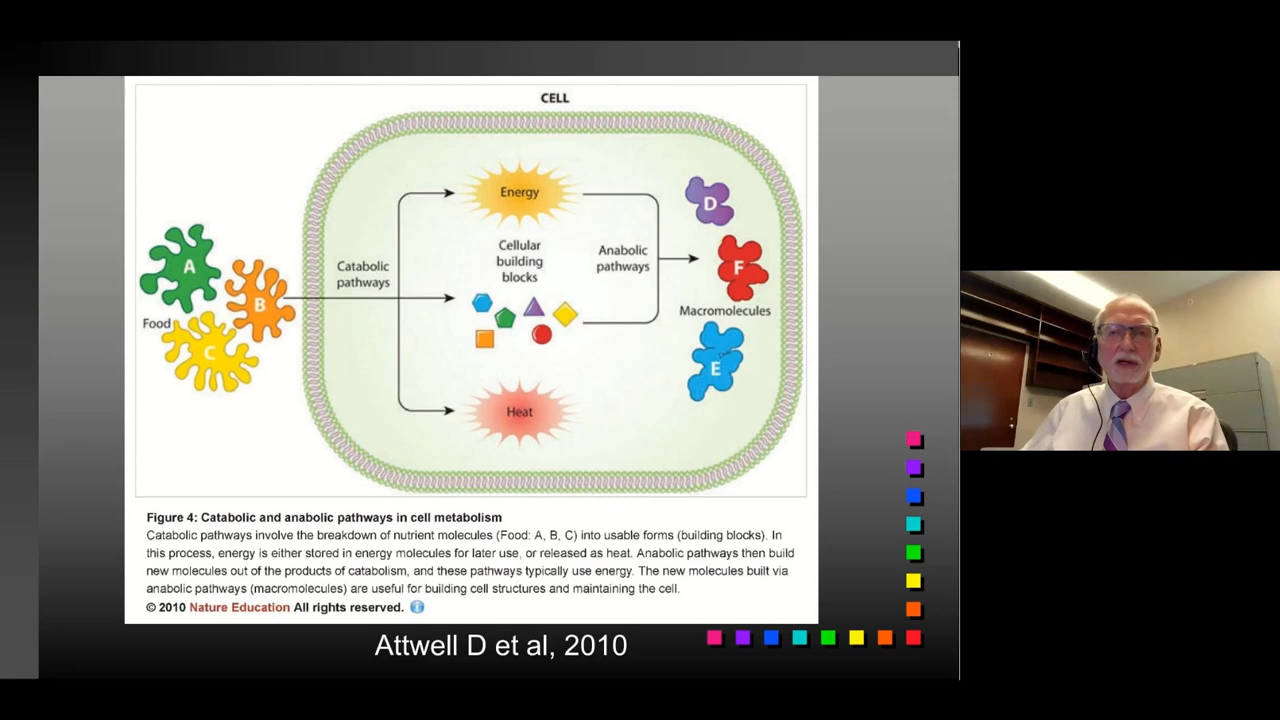 CELL
Energy
Cellular
building
blocks
Catabolic
pathways
Anabolic
pathways
A
B
C
Food
D
F
Macromolecules
E
Heat
Figure 4: Catabolic and anabolic pathways in cell metabolism
Catabolic pathways involve the breakdown of nutrient molecules (Food: A, B, C) into usable forms (building blocks). In
this process, energy is either stored in energy molecules for later use, or released as heat. Anabolic pathways then build
new molecules out of the products of catabolism, and these pathways typically use energy. The new molecules built via
anabolic pathways (macromolecules) are useful for building cell structures and maintaining the cell.
© 2010 Nature Education All rights reserved. i
Attwell D et al, 2010